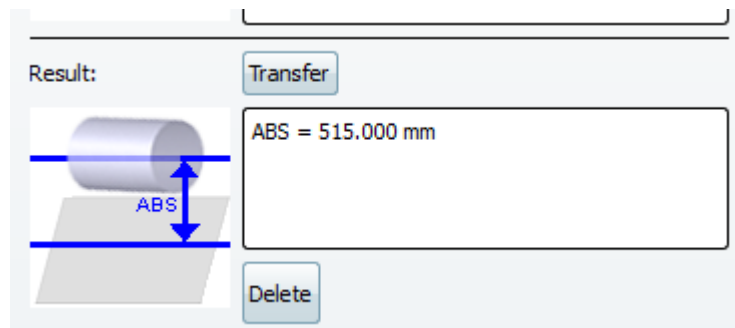 Result:
Transfer
ABS = 515.000 mm
ABS
Delete